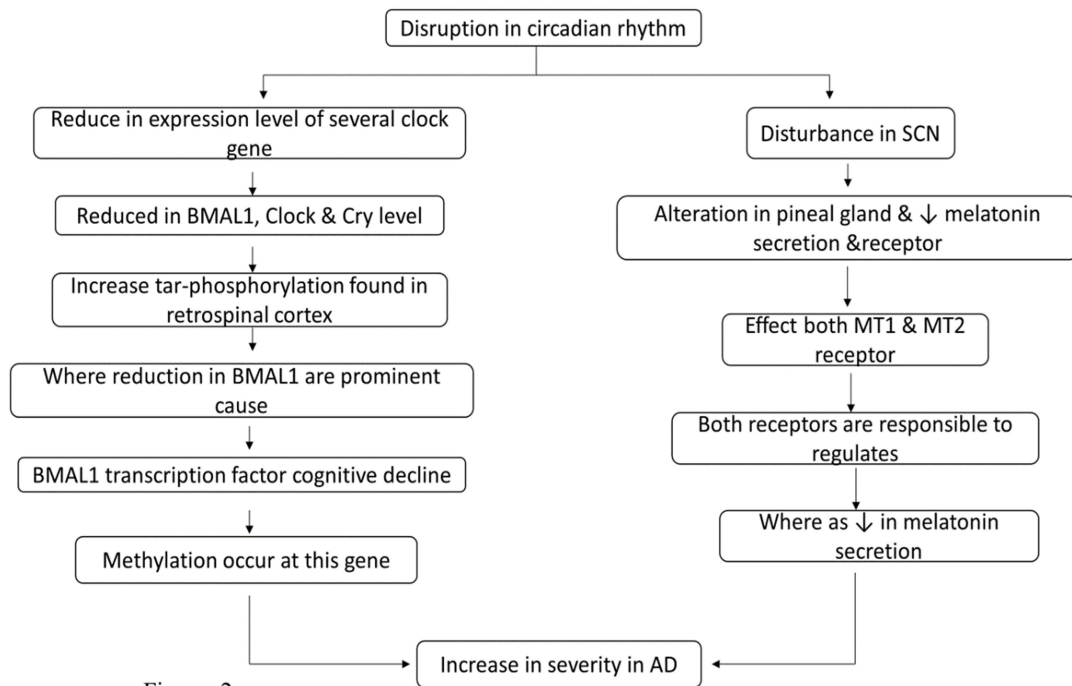 Disruption in circadian rhythm
Reduce in expression level of several clock
gene
Reduced in BMAL1, Clock & Cry level
Increase tar-phosphorylation found in
retrospinal cortex
Where reduction in BMAL1 are prominent
cause
BMAL1 transcription factor cognitive decline
Methylation occur at this gene
Disturbance in SCN
Alteration in pineal gland & ↓ melatonin
secretion &receptor
Effect both MT1 & MT2
receptor
Both receptors are responsible to
regulates
Where as ↓ in melatonin
secretion
Increase in severity in AD